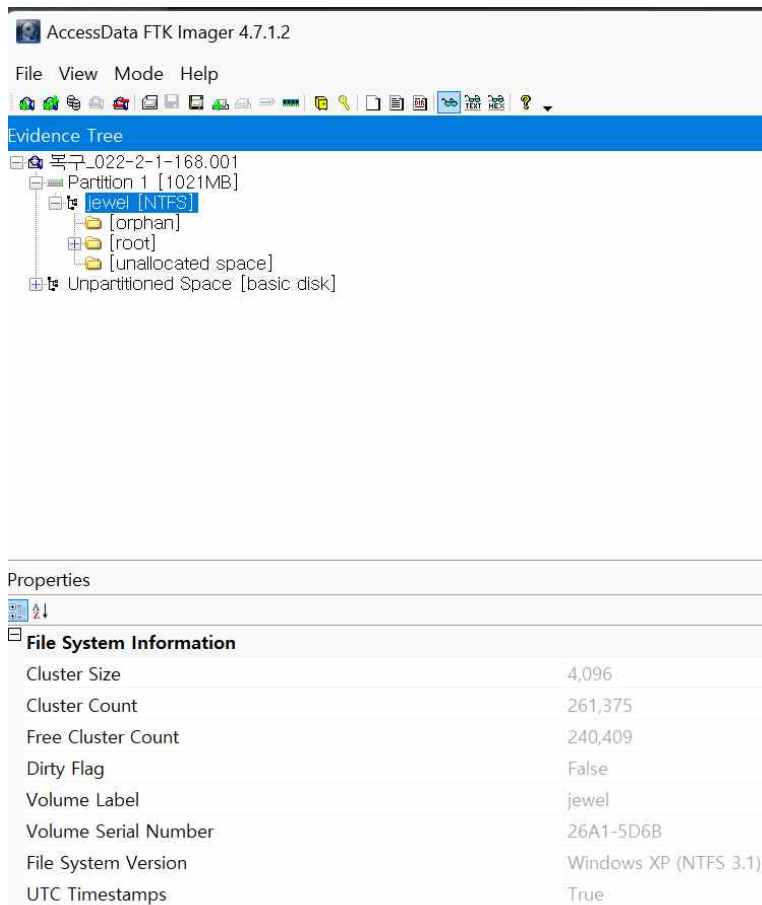 AccessData FTK Imager 4.7.1.2
File View Mode Help
Evidence Tree
복구_022-2-1-168.001
Partition 1 [1021MB]
jewel [NTFS]
[orphan]
[root]
[unallocated space]
Unpartitioned Space [basic disk]
Properties
File System Information
Cluster Size 4,096
Cluster Count 261,375
Free Cluster Count 240,409
Dirty Flag False
Volume Label jewel
Volume Serial Number 26A1-5D6B
File System Version Windows XP (NTFS 3.1)
UTC Timestamps True